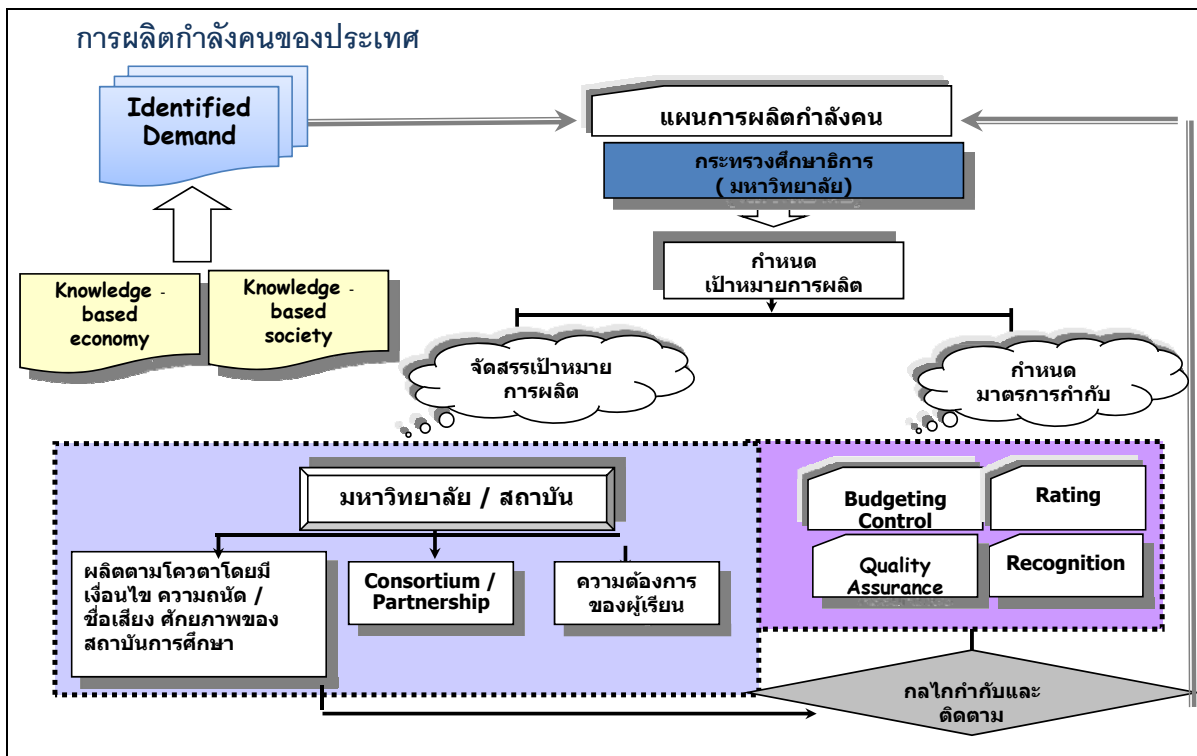 การผลิตกำลังคนของประเทศ
Identified
Demand
แผนการผลิตกำลังคน
กระทรวงศึกษาธิการ
( มหาวิทยาลัย)
กำหนด
เป้าหมายการผลิต
Knowledge -
based
economy
Knowledge -
based
society
จัดสรรเป้าหมาย
การผลิต
กำหนด
มาตรการกำกับ
มหาวิทยาลัย / สถาบัน
ผลิตตามโควตาโดยมี
เงื่อนไข ความถนัด /
ชื่อเสียง ศักยภาพของ
สถาบันการศึกษา
Consortium /
Partnership
ความต้องการ
ของผู้เรียน
Budgeting
Control
Rating
Quality
Assurance
Recognition
กลไกกำกับและ
ติดตาม